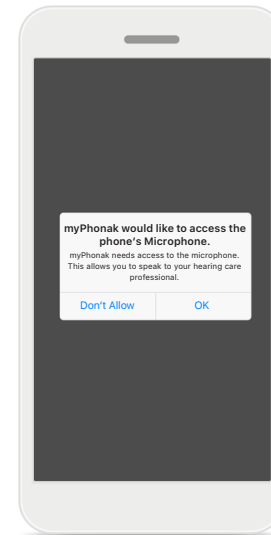 myPhonak would like to access the
phone's Microphone.
myPhonak needs access to the microphone.
This allows you to speak to your hearing care
professional.
Don't Allow
OK